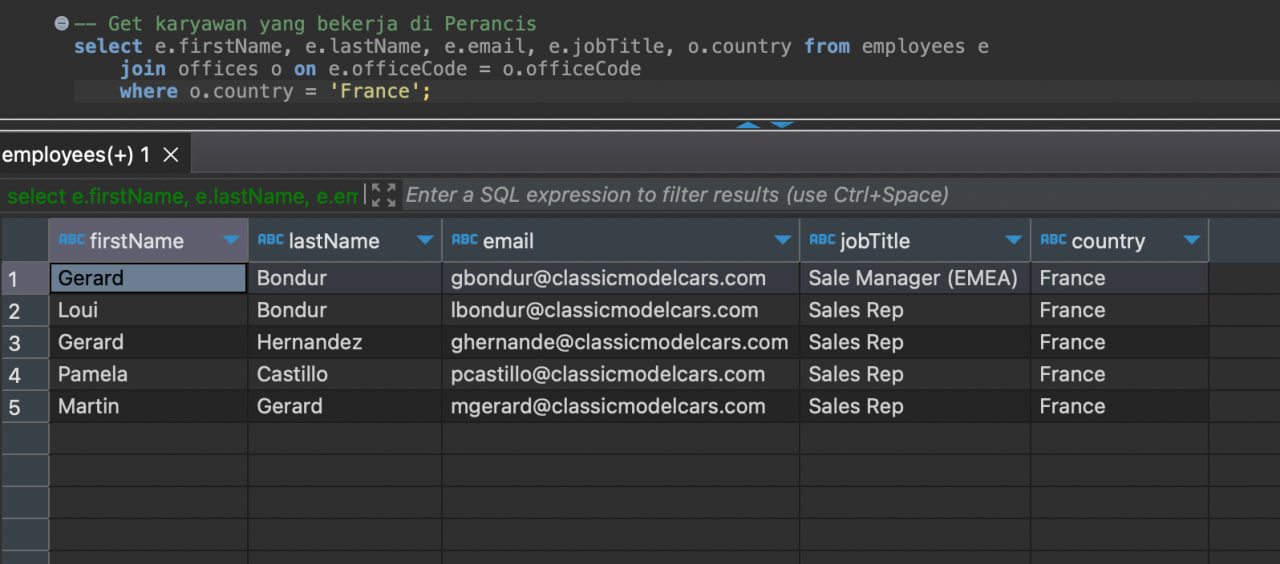 -- Get karyawan yang bekerja di Perancis
select e.firstName, e.lastName, e.email, e.jobTitle, o.country from employees e
join offices o on e.officeCode = o.officeCode
where o.country = 'France';
employees(+) 1
select e.firstName, e.lastName, e.em Enter a SQL expression to filter results (use Ctrl+Space)
ABC firstName ABC lastName ABC email ABC jobTitle ABC country
1 Gerard Bondur gbondur@classicmodelcars.com Sale Manager (EMEA) France
2 Loui Bondur lbondur@classicmodelcars.com Sales Rep France
3 Gerard Hernandez ghernande@classicmodelcars.com Sales Rep France
4 Pamela Castillo pcastillo@classicmodelcars.com Sales Rep France
5 Martin Gerard mgerard@classicmodelcars.com Sales Rep France